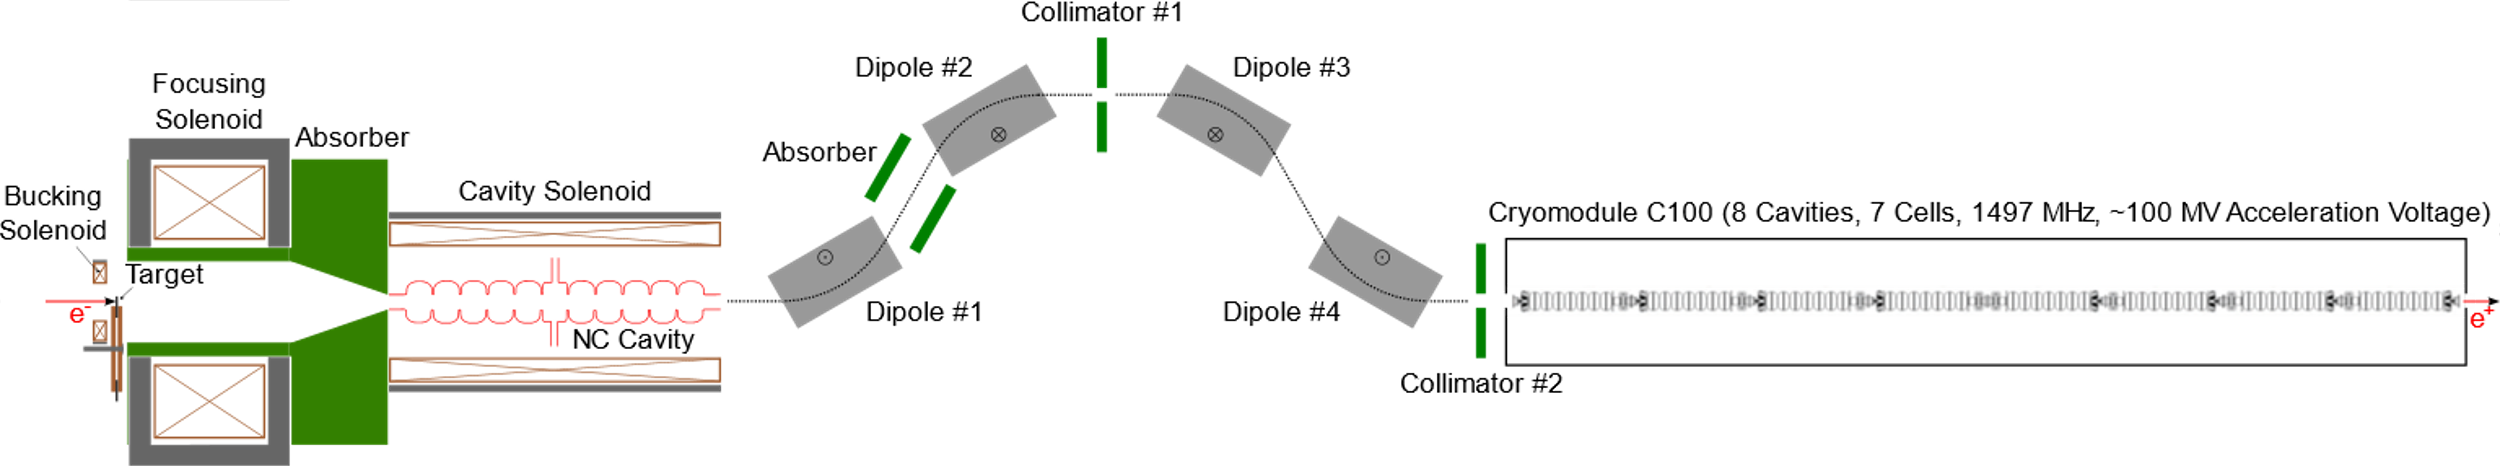 Collimator #1
Dipole #2
Dipole #3
Focusing
Solenoid
Absorber
Absorber
Bucking
Solenoid
Cavity Solenoid
Cryomodule C100 (8 Cavities, 7 Cells, 1497 MHz, ~100 MV Acceleration Voltage)
Target
e-
Dipole #1
Dipole #4
e+
NC Cavity
Collimator #2